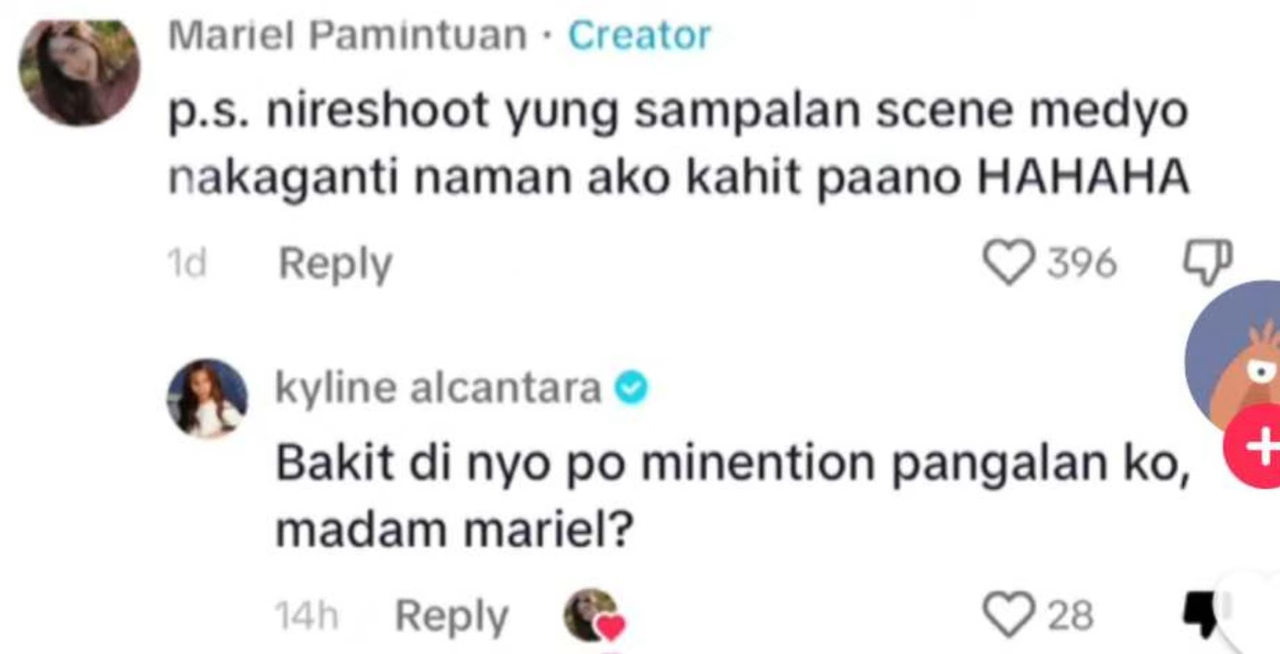 Mariel Pamintuan · Creator
p.s. nireshoot yung sampalan scene medyo
nakaganti naman ako kahit paano HAHAHA
1d Reply 396
kyline alcantara
Bakit di nyo po minention pangalan ko,
madam mariel?
14h Reply 28